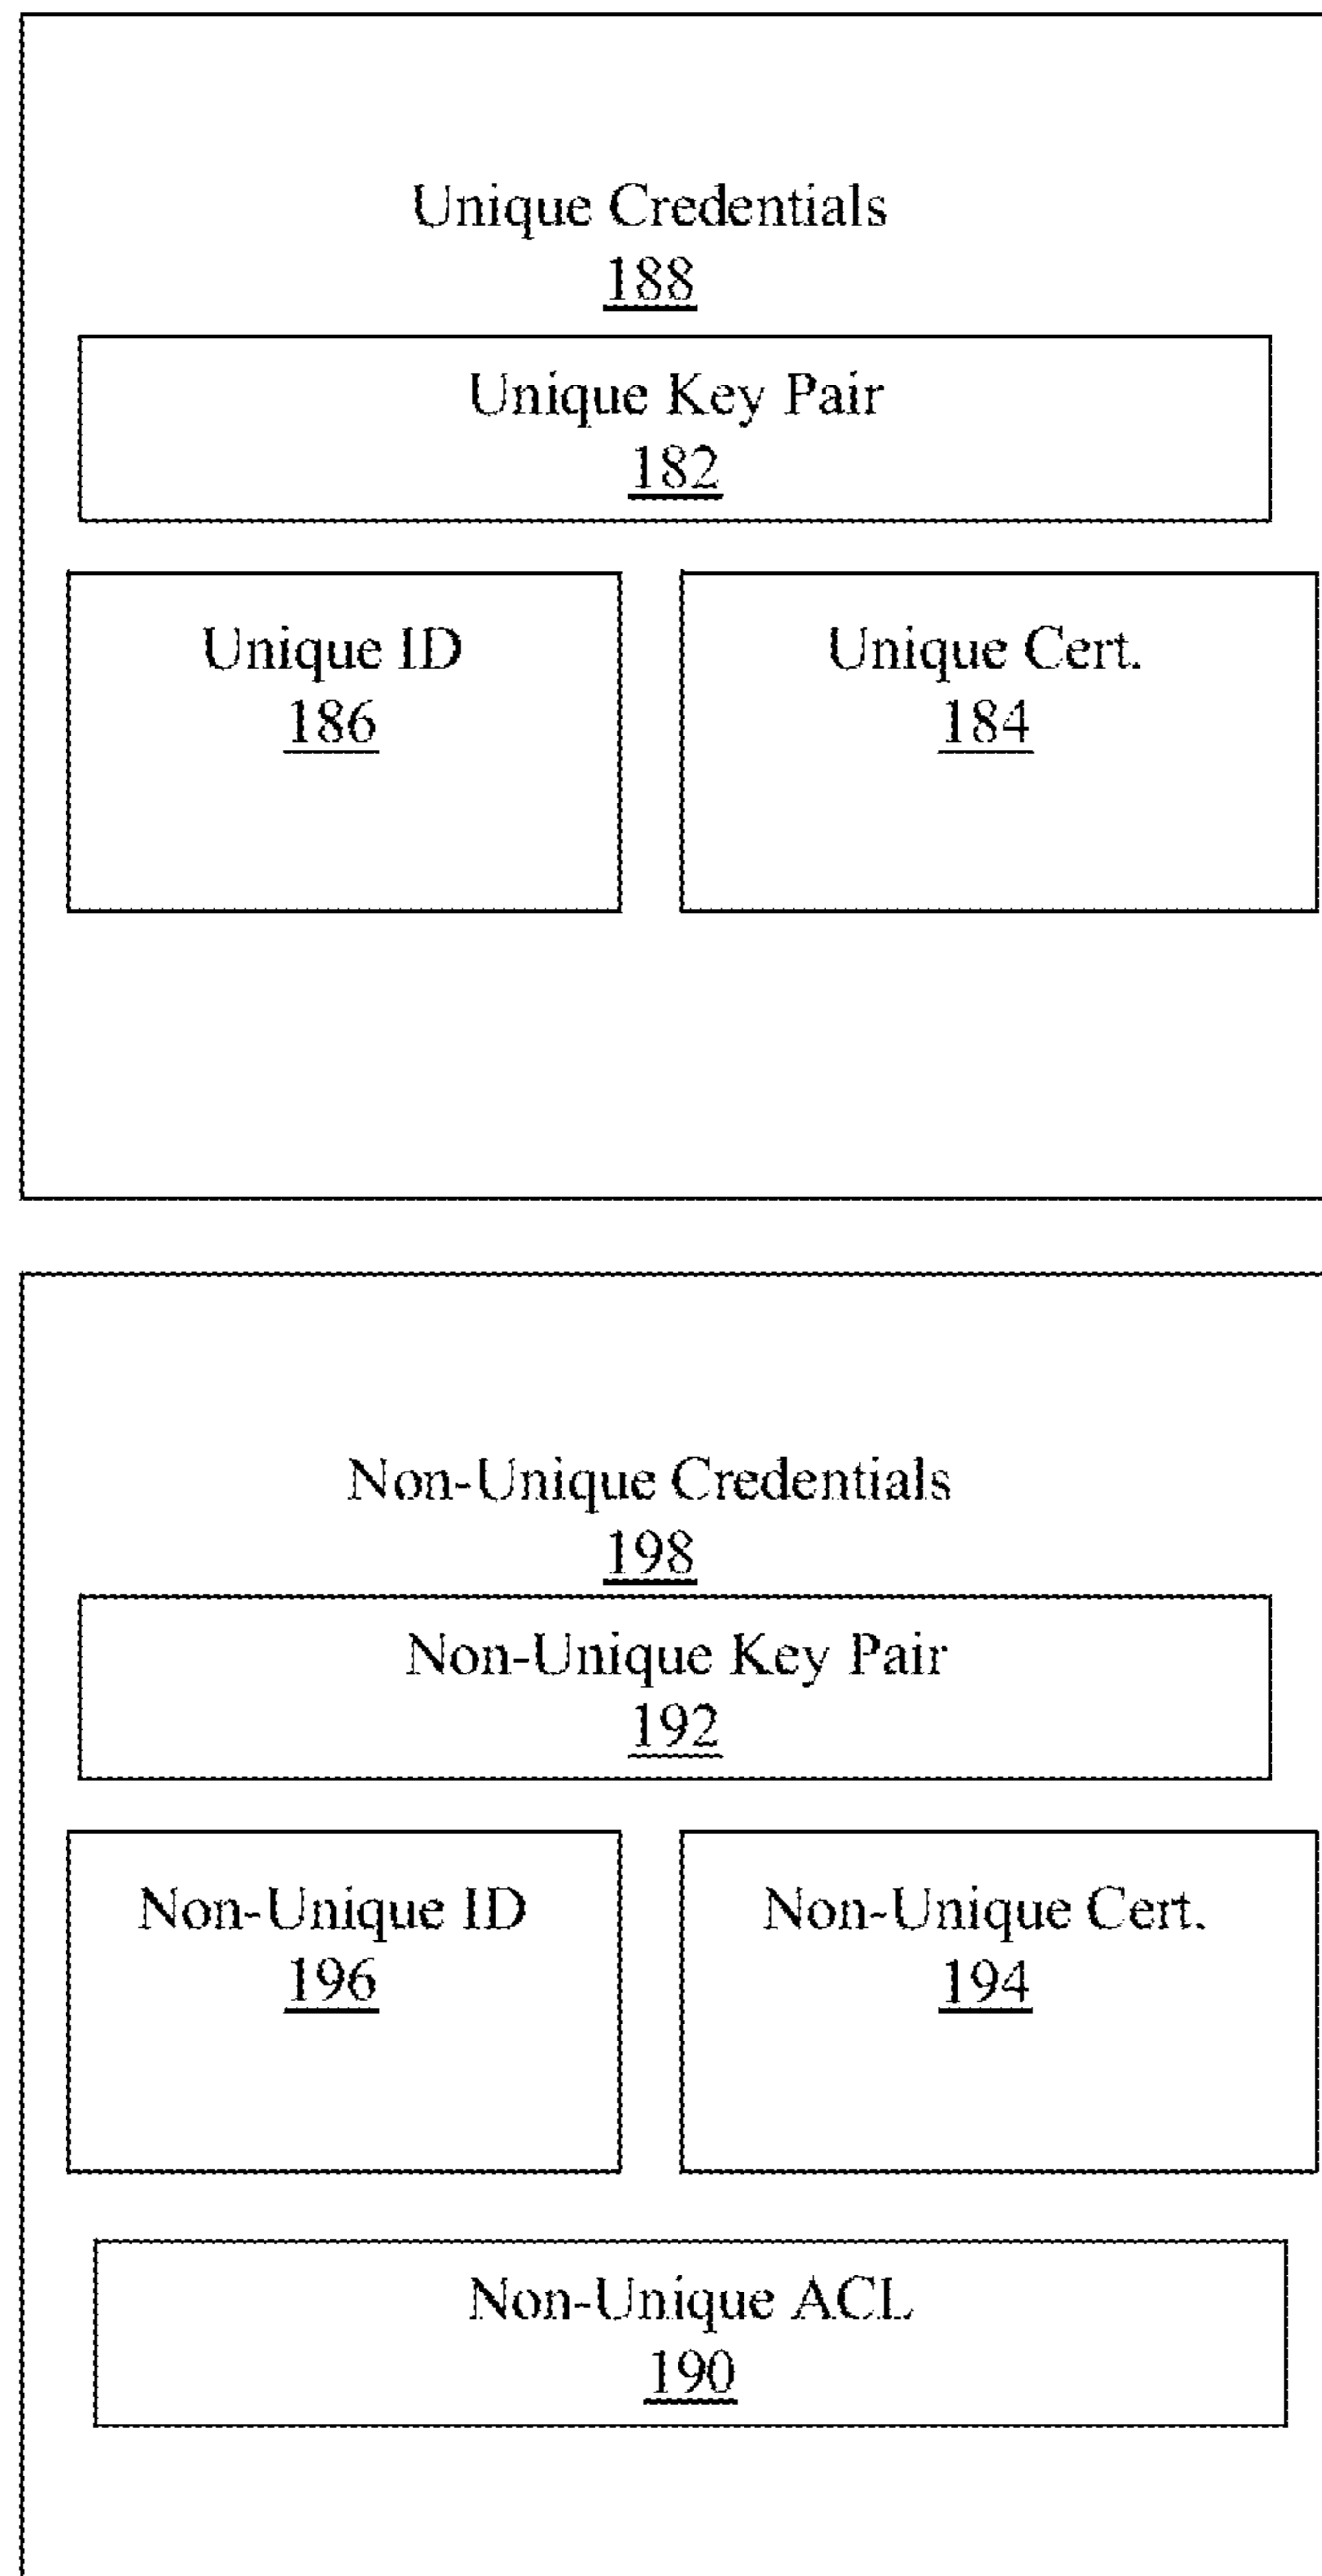 Unique Credentials
188
Unique Key Pair
182
Unique ID
186
Unique Cert.
184
Non-Unique Credentials
198
Non-Unique Key Pair
192
Non-Unique ID
196
Non-Unique Cert.
194
Non-Unique ACL
190